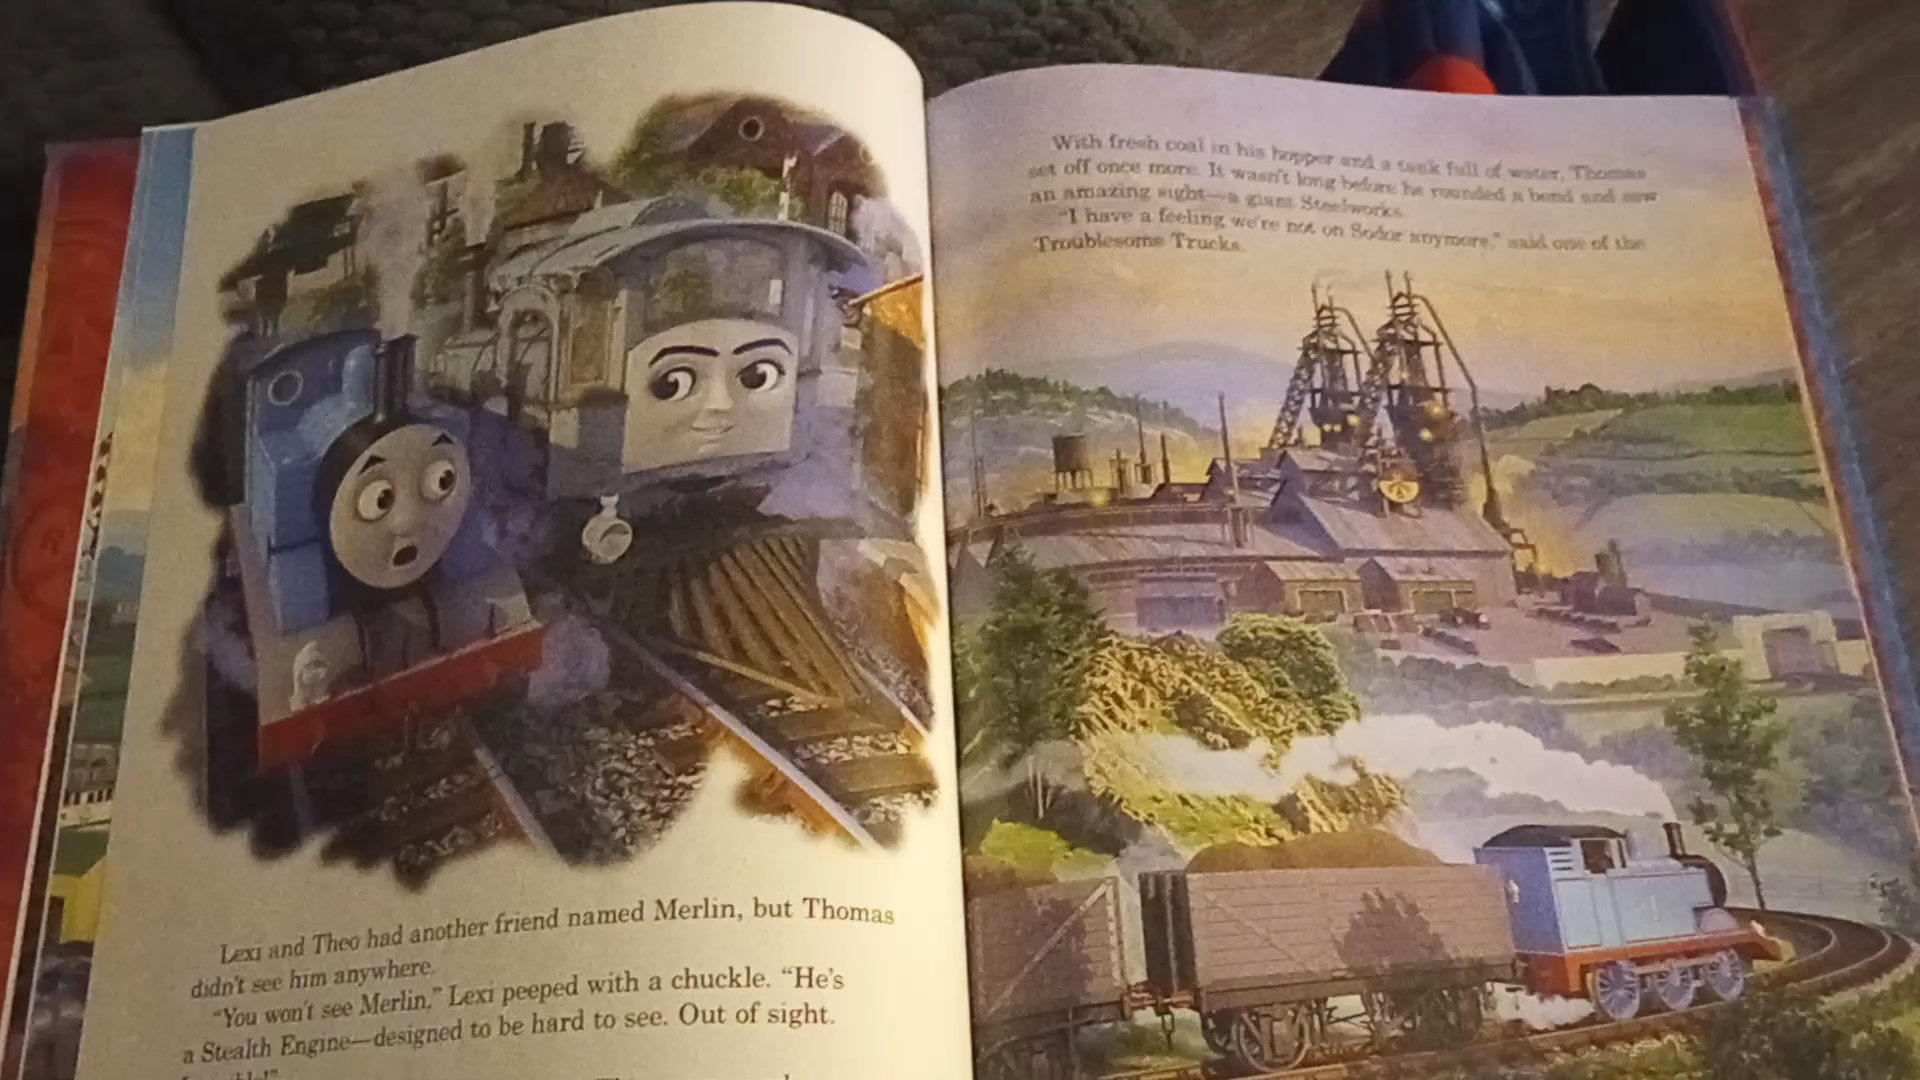 Lexi and Theo had another friend named Merlin, but Thomas
didn't see him anywhere.
"You won't see Merlin," Lexi peeped with a chuckle. "He's
a Stealth Engine—designed to be hard to see. Out of sight.
With fresh coal in his hopper and a tank full of water, Thomas
set off once more. It wasn't long before he rounded a bend and saw
an amazing sight—a giant Steelworks.
"I have a feeling we're not on Sodor anymore," said one of the
Troublesome Trucks.